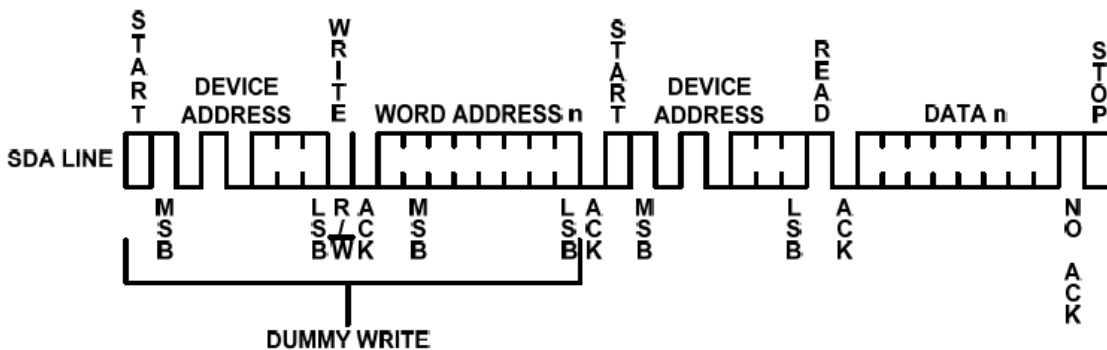 START
DEVICE
ADDRESS
WRITE
WORD ADDRESS n
START
DEVICE
ADDRESS
READ
DATA n
STOP
SDA LINE
MSB
LSB
R/W
ACK
MSB
LSB
ACK
MSB
LSB
ACK
NO ACK
DUMMY WRITE